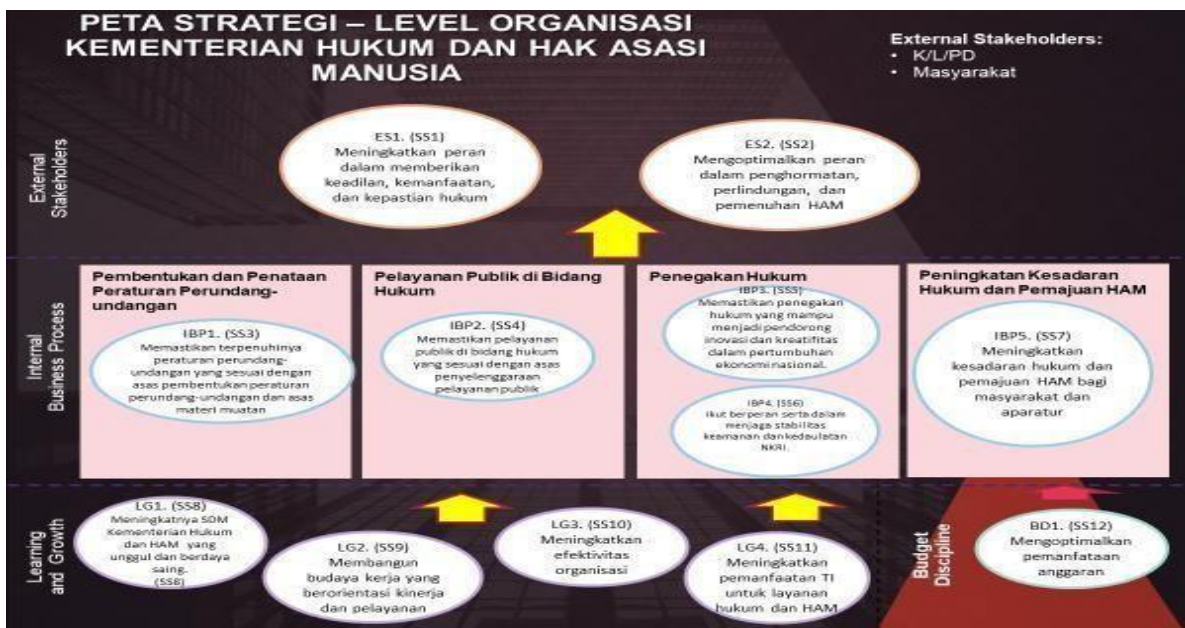 PETA STRATEGI – LEVEL ORGANISASI
KEMENTERIAN HUKUM DAN HAK ASASI
MANUSIA
External Stakeholders:
• K/L/PD
• Masyarakat
External
Stakeholders
ES1. (SS1)
Meningkatkan peran
dalam memberikan
keadilan, kemanfaatan,
dan kepastian hukum
ES2. (SS2)
Mengoptimalkan peran
dalam penghormatan,
perlindungan, dan
pemenuhan HAM
Internal
Business Process
Pembentukan dan Penataan
Peraturan Perundang-
undangan
IBP1. (SS3)
Memastikan terpenuhinya
peraturan perundang-
undangan yang sesuai dengan
asas pembentukan peraturan
perundang-undangan dan asas
materi muatan
Pelayanan Publik di Bidang
Hukum
IBP2. (SS4)
Memastikan pelayanan
publik di bidang hukum
yang sesuai dengan asas
penyelenggaraan
pelayanan publik
Penegakan Hukum
IBP3. (SS5)
Memastikan penegakan
hukum yang mampu
menjadi pendorong
inovasi dan kreatifitas
dalam pertumbuhan
ekonomi nasional.
IBP4. (SS6)
Ikut berperan serta dalam
menjaga stabilitas
keamanan dan kedaulatan
NKRI.
Peningkatan Kesadaran
Hukum dan Pemajuan HAM
IBP5. (SS7)
Meningkatkan
kesadaran hukum dan
pemajuan HAM bagi
masyarakat dan
aparatur
Learning
and Growth
LG1. (SS8)
Meningkatnya SDM
Kementerian Hukum
dan HAM yang
unggul dan berdaya
saing.
(SS8)
LG2. (SS9)
Membangun
budaya kerja yang
berorientasi kinerja
dan pelayanan
LG3. (SS10)
Meningkatkan
efektivitas
organisasi
LG4. (SS11)
Meningkatkan
pemanfaatan TI
untuk layanan
hukum dan HAM
Budget
Discipline
BD1. (SS12)
Mengoptimalkan
pemanfataan
anggaran